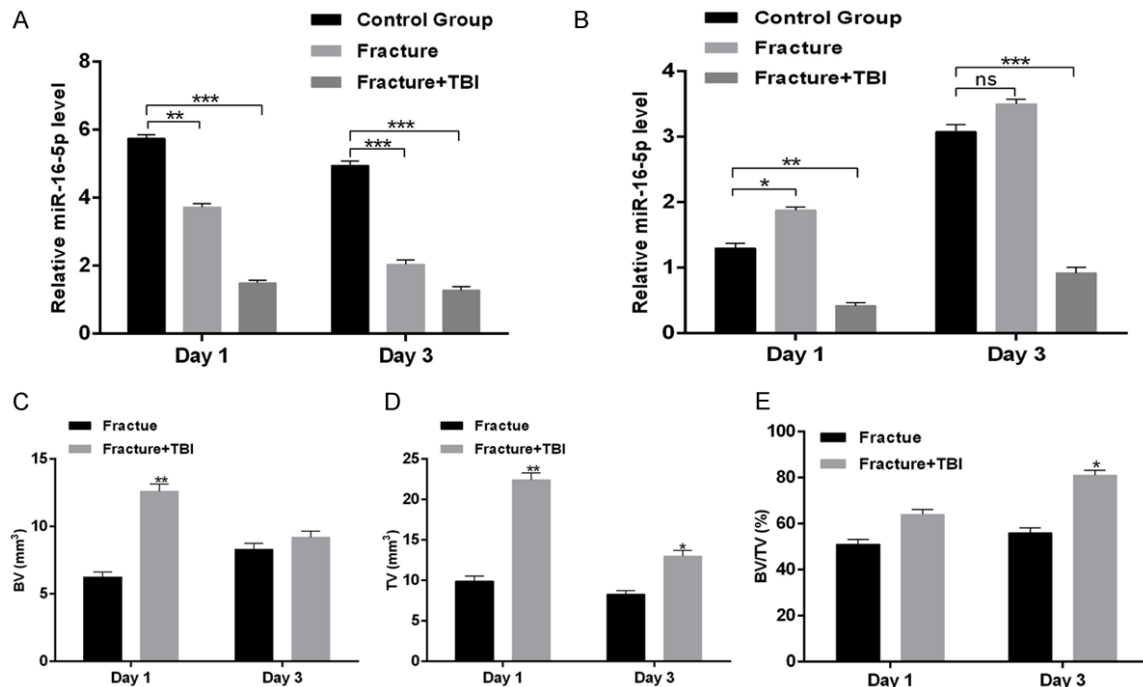 A
Control Group
Fracture
Fracture+TBI
Relative miR-16-5p level
8
6
4
2
0
***
**
***
***
Day 1
Day 3
B
Control Group
Fracture
Fracture+TBI
Relative miR-16-5p level
4
3
2
1
0
**
*
***
ns
Day 1
Day 3
C
Fractue
Fracture+TBI
BV (mm³)
15
10
5
0
**
Day 1
Day 3
D
Fractue
Fracture+TBI
TV (mm³)
25
20
15
10
5
0
**
*
Day 1
Day 3
E
Fractue
Fracture+TBI
BV/TV (%)
100
80
60
40
20
0
*
Day 1
Day 3